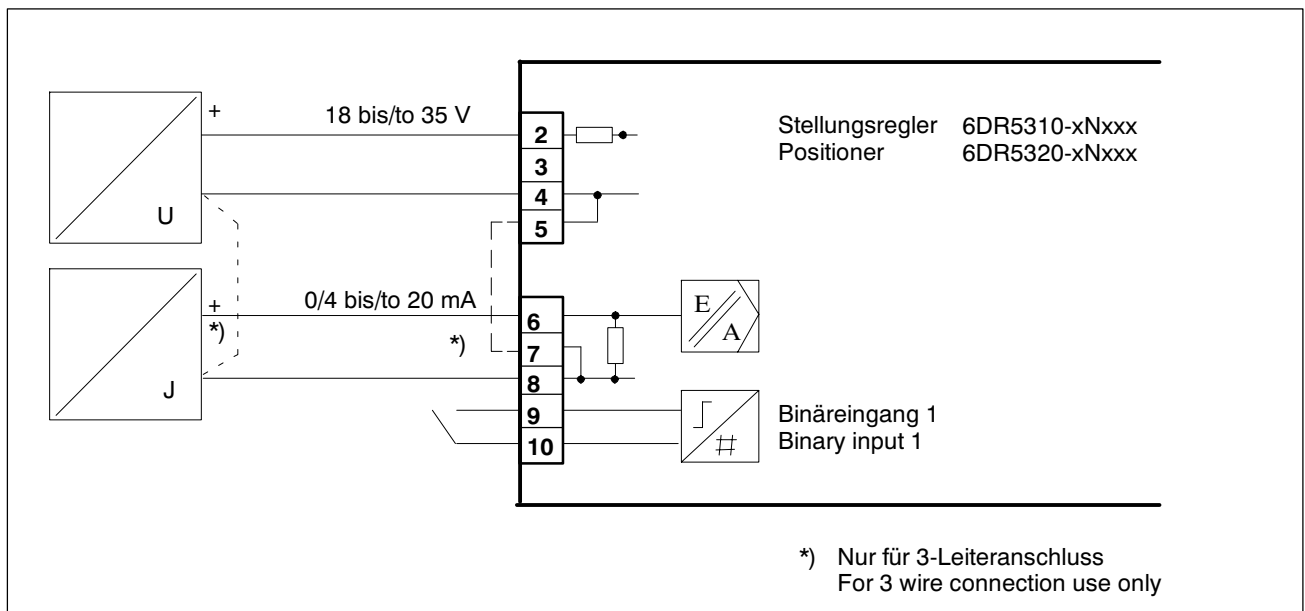 +
18 bis/to 35 V
U
2
3
4
5
Stellungsregler 6DR5310-xNxxx
Positioner 6DR5320-xNxxx
+
*)
0/4 bis/to 20 mA
*)
J
6
7
8
9
10
E
A
#
Binäreingang 1
Binary input 1
*) Nur für 3-Leiteranschluss
For 3 wire connection use only